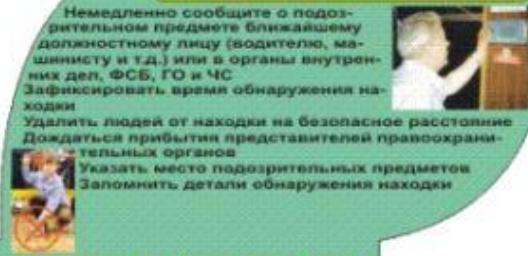 Немедленно сообщите о подоз-
рительном предмете ближайшему
должностному лицу (водителю, ма-
шинисту и т.д.) или в органы внутрен-
них дел, ФСБ, ГО и ЧС
Зафиксировать время обнаружения на-
ходки
Удалить людей от находки на безопасное расстояние
Дождаться прибытия представителей правоохрани-
тельных органов
Указать место подозрительных предметов
Запомнить детали обнаружения находки